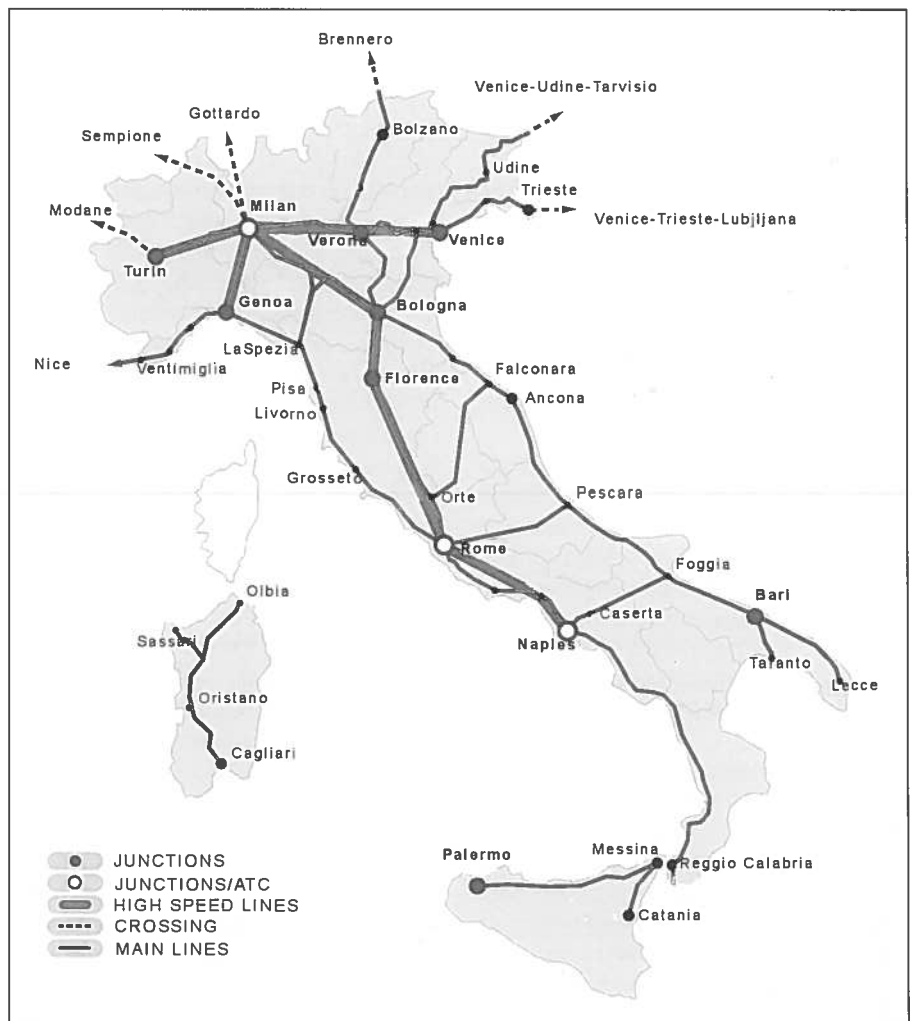 Brennero
Venice-Udine-Tarvisio
Gottardo
Bolzano
Sempione
Udine
Trieste
Modane
Milan
Venice-Trieste-Lubjljana
Verona
Venice
Turin
Genoa
Bologna
LaSpezia
Nice
Ventimiglia
Florence
Falconara
Pisa
Ancona
Livorno
Grosseto
Orte
Pescara
Rome
Foggia
Olbia
Bari
Caserta
Sassari
Naples
Taranto
Lecce
Oristano
Cagliari
Messina
Palermo
Reggio Calabria
Catania
JUNCTIONS
JUNCTIONS/ATC
HIGH SPEED LINES
CROSSING
MAIN LINES